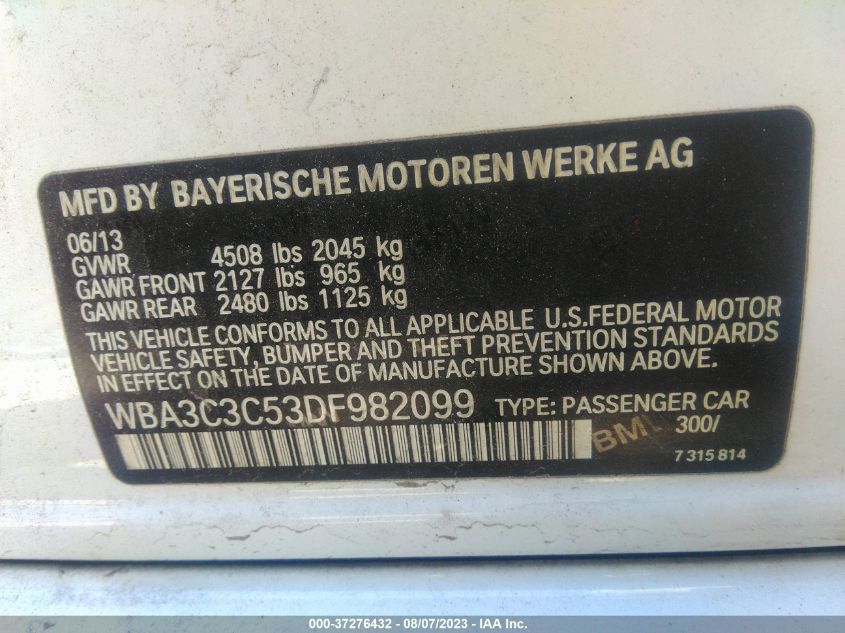 MFD BY BAYERISCHE MOTOREN WERKE AG
06/13
GVWR 4508 lbs 2045 kg
GAWR FRONT 2127 lbs 965 kg
GAWR REAR 2480 lbs 1125 kg
THIS VEHICLE CONFORMS TO ALL APPLICABLE U.S.FEDERAL MOTOR
VEHICLE SAFETY, BUMPER AND THEFT PREVENTION STANDARDS
IN EFFECT ON THE DATE OF MANUFACTURE SHOWN ABOVE.
WBA3C3C53DF982099 TYPE: PASSENGER CAR
300/
7 315 814
000-37276432 - 08/07/2023 - IAA Inc.